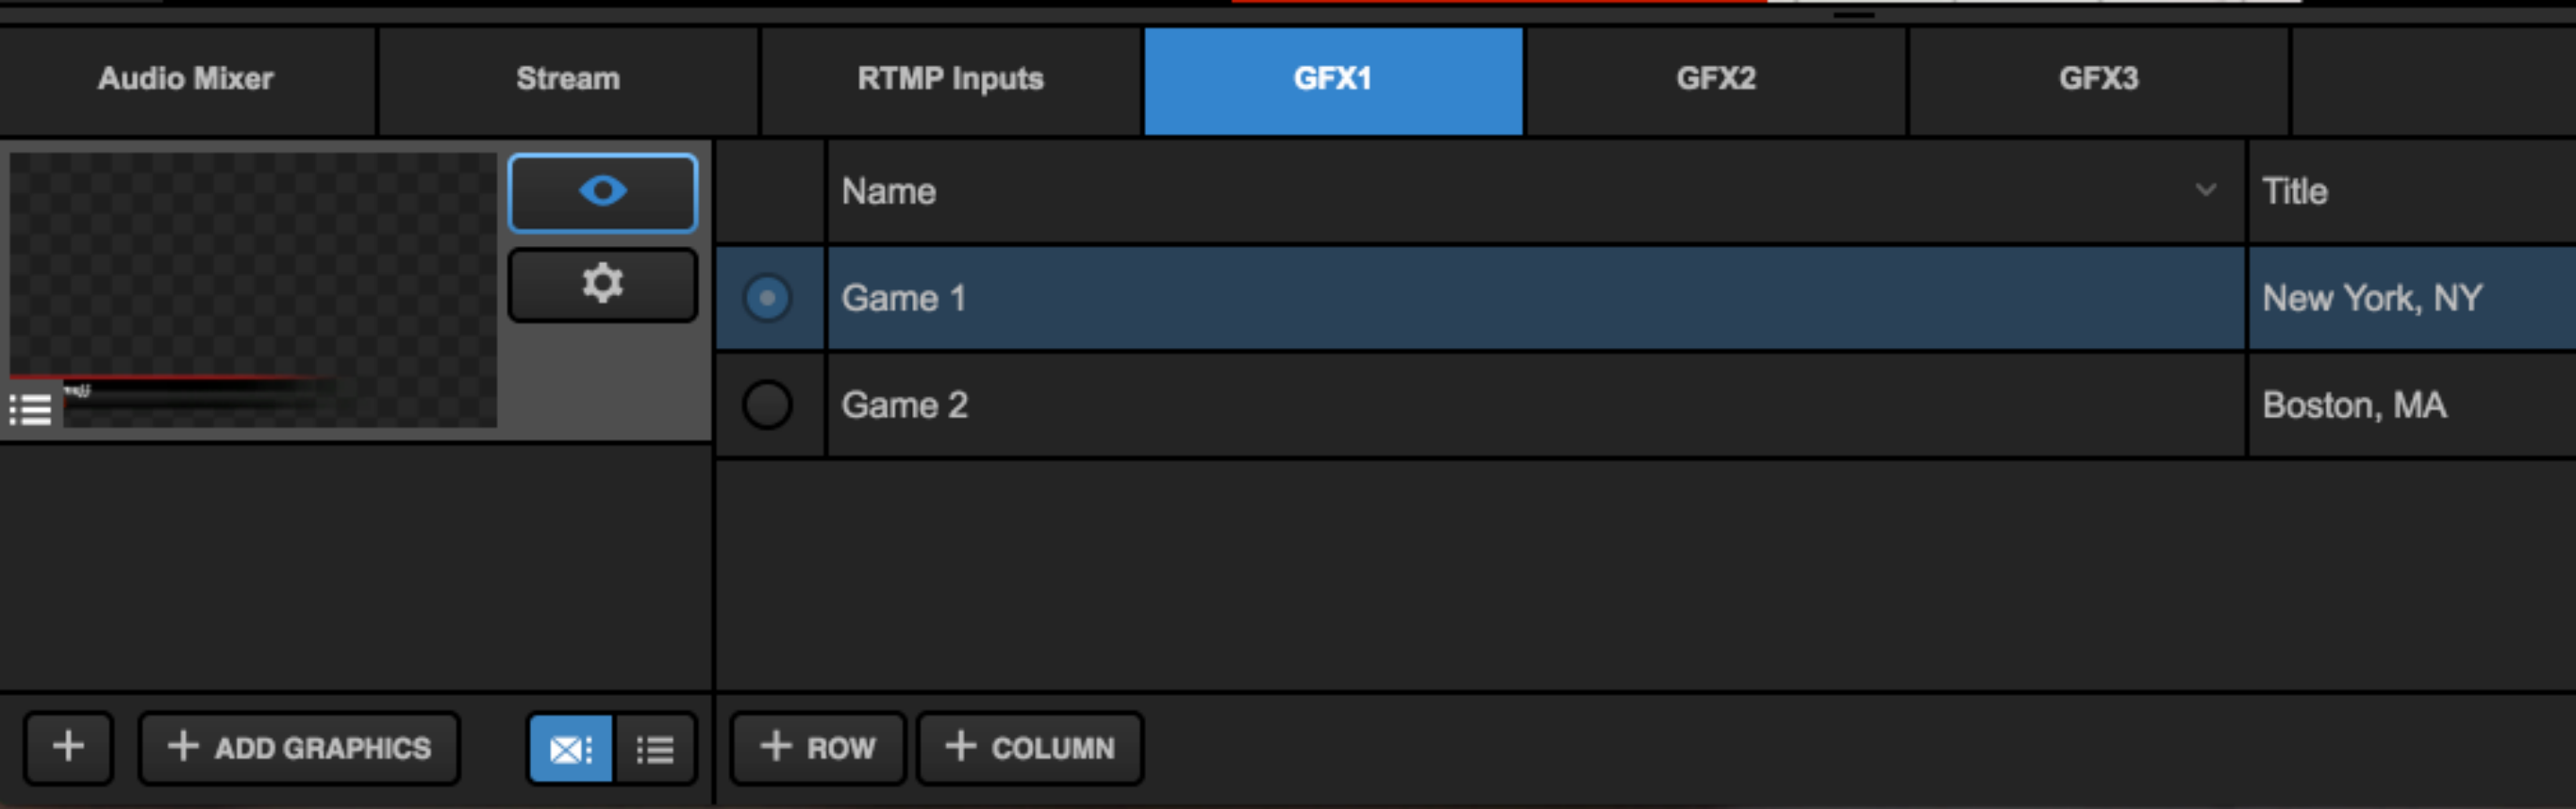 Audio Mixer Stream RTMP Inputs GFX1 GFX2 GFX3
Name Title
Game 1 New York, NY
Game 2 Boston, MA
+ + ADD GRAPHICS + ROW + COLUMN